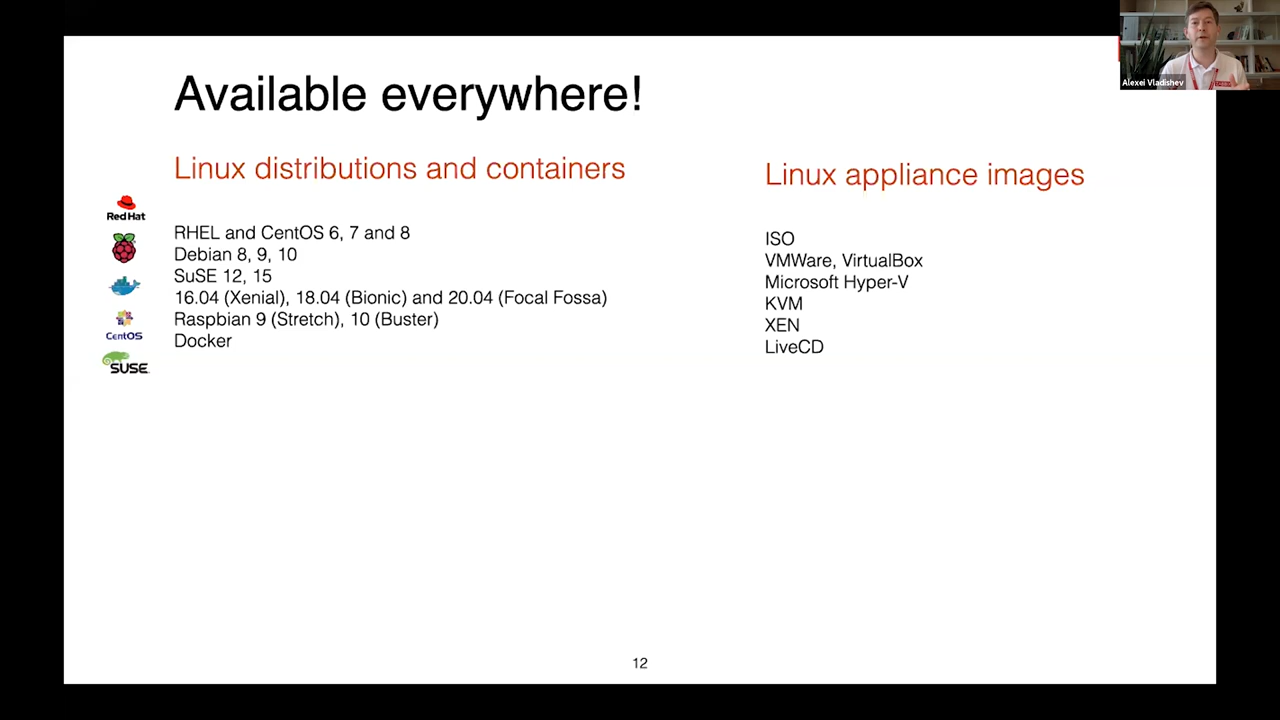 Available everywhere!
Linux distributions and containers
Red Hat
RHEL and CentOS 6, 7 and 8
Debian 8, 9, 10
SuSE 12, 15
16.04 (Xenial), 18.04 (Bionic) and 20.04 (Focal Fossa)
Raspbian 9 (Stretch), 10 (Buster)
Docker
CentOS
SUSE
Linux appliance images
ISO
VMWare, VirtualBox
Microsoft Hyper-V
KVM
XEN
LiveCD
12
Alexei Vladishev